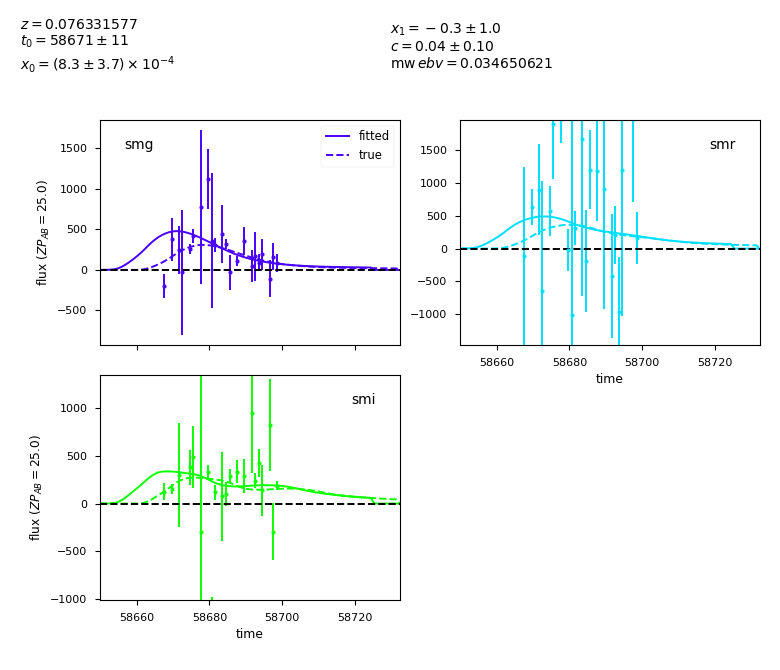 z = 0.076331577
t₀ = 58671 ± 11
x₀ = (8.3 ± 3.7) × 10⁻⁴
x₁ = − 0.3 ± 1.0
c = 0.04 ± 0.10
mw ebv = 0.034650621
smg
fitted
true
1500
1000
500
0
−500
flux (ZP_AB = 25.0)
smr
1500
1000
500
0
−500
−1000
58660 58680 58700 58720
time
smi
1000
500
0
−500
−1000
flux (ZP_AB = 25.0)
58660 58680 58700 58720
time